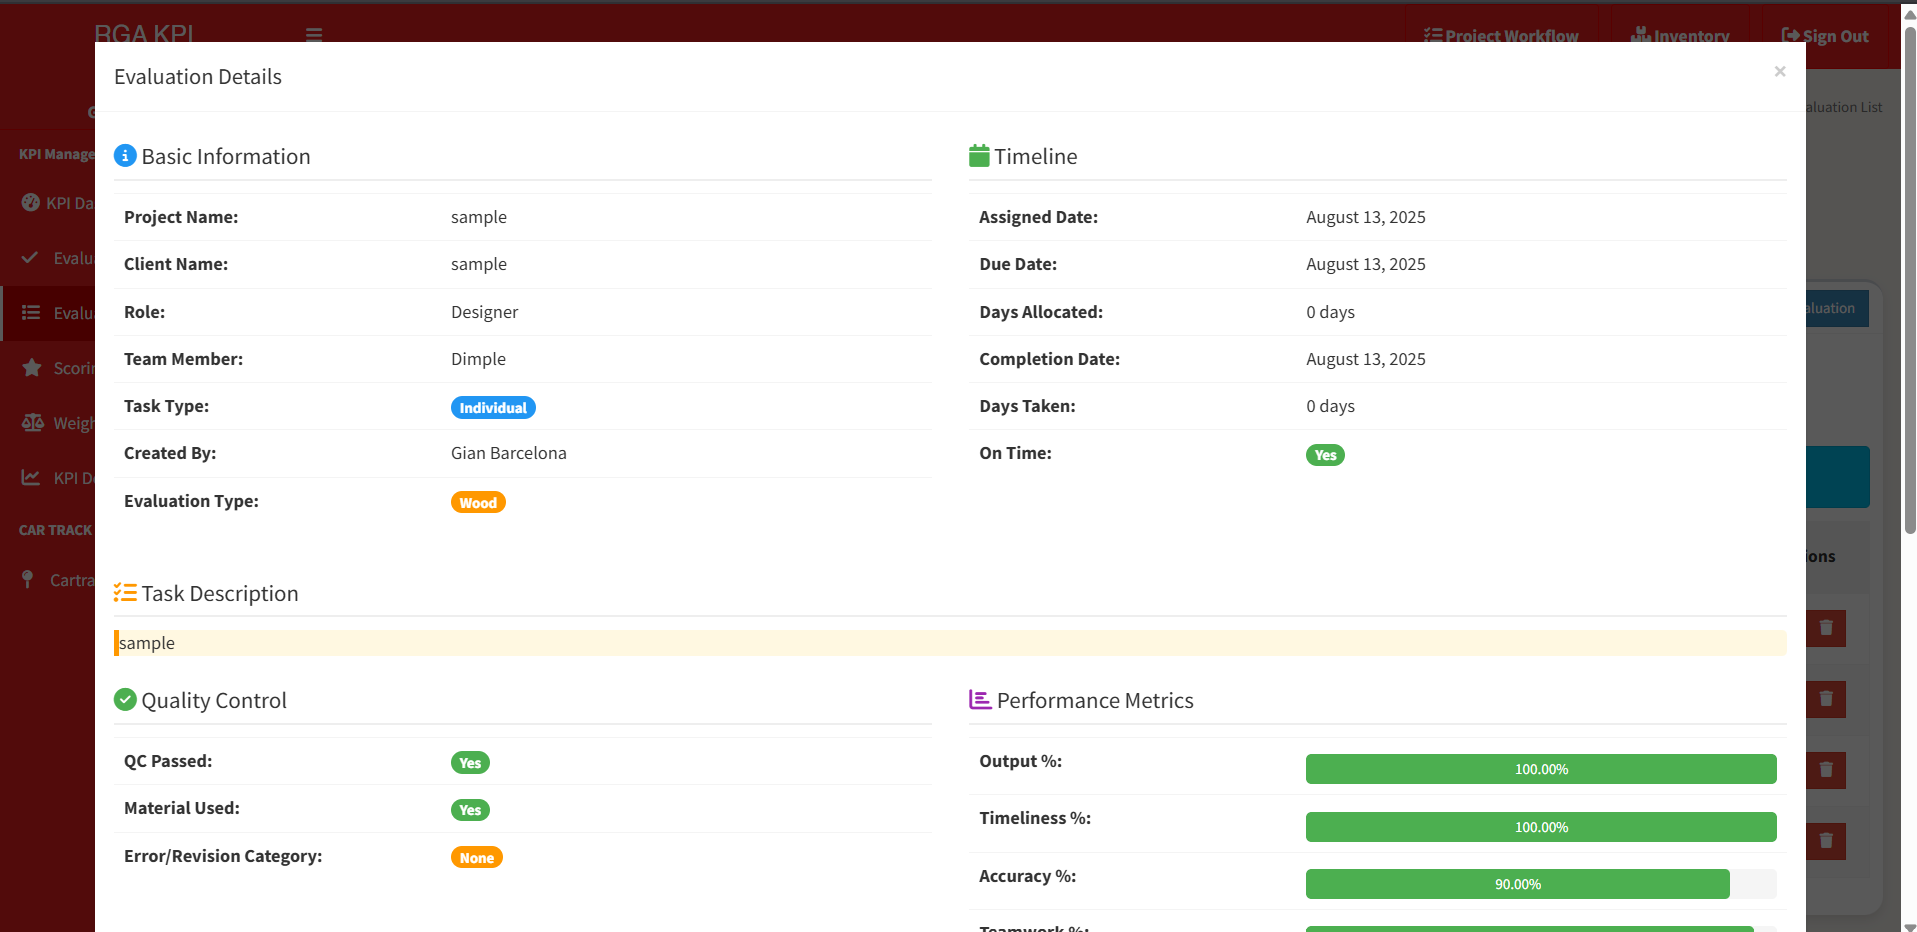 RGA KPI
Project Workflow
Inventory
Sign Out
Evaluation Details
×
aluation List
KPI Manage
KPI Da
Evalua
Evalua
Scorin
Weigh
KPI De
CAR TRACK
Cartra
aluation
ions
Basic Information
Project Name: sample
Client Name: sample
Role: Designer
Team Member: Dimple
Task Type: Individual
Created By: Gian Barcelona
Evaluation Type: Wood
Timeline
Assigned Date: August 13, 2025
Due Date: August 13, 2025
Days Allocated: 0 days
Completion Date: August 13, 2025
Days Taken: 0 days
On Time: Yes
Task Description
sample
Quality Control
QC Passed: Yes
Material Used: Yes
Error/Revision Category: None
Performance Metrics
Output %: 100.00%
Timeliness %: 100.00%
Accuracy %: 90.00%
Teamwork %: